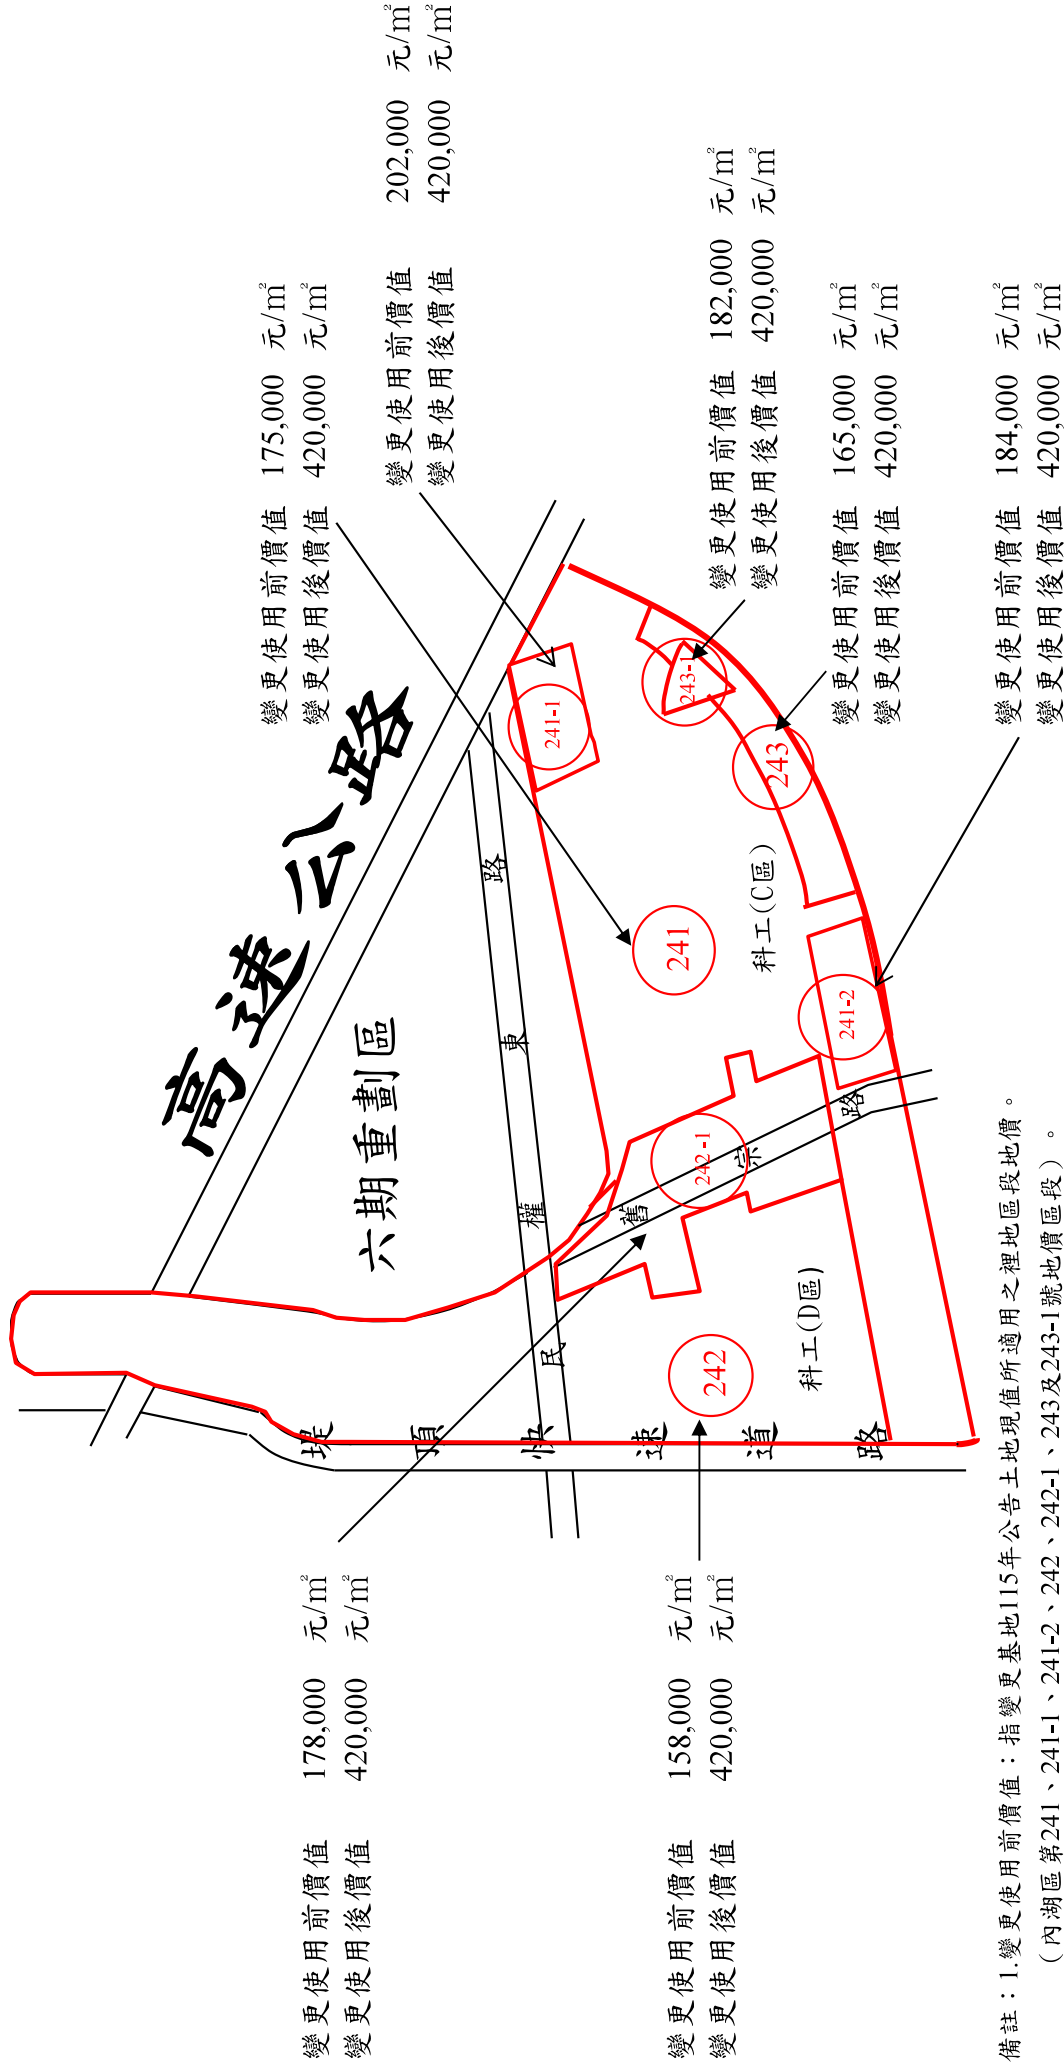 變更使用前價值 178,000 元/㎡
變更使用後價值 420,000 元/㎡
變更使用前價值 175,000 元/㎡
變更使用後價值 420,000 元/㎡
變更使用前價值 202,000 元/㎡
變更使用後價值 420,000 元/㎡
高速公路
六期重劃區
堤頂快速道路
民權東路
舊宗路
241-1
241
242-1
242
243-1
243
241-2
科工(C區)
科工(D區)
變更使用前價值 158,000 元/㎡
變更使用後價值 420,000 元/㎡
變更使用前價值 182,000 元/㎡
變更使用後價值 420,000 元/㎡
變更使用前價值 165,000 元/㎡
變更使用後價值 420,000 元/㎡
變更使用前價值 184,000 元/㎡
變更使用後價值 420,000 元/㎡
備註：1.變更使用前價值：指變更基地115年公告土地現值所適用之裡地區段地價。
（內湖區第241、241-1、241-2、242、242-1、243及243-1號地價區段）。